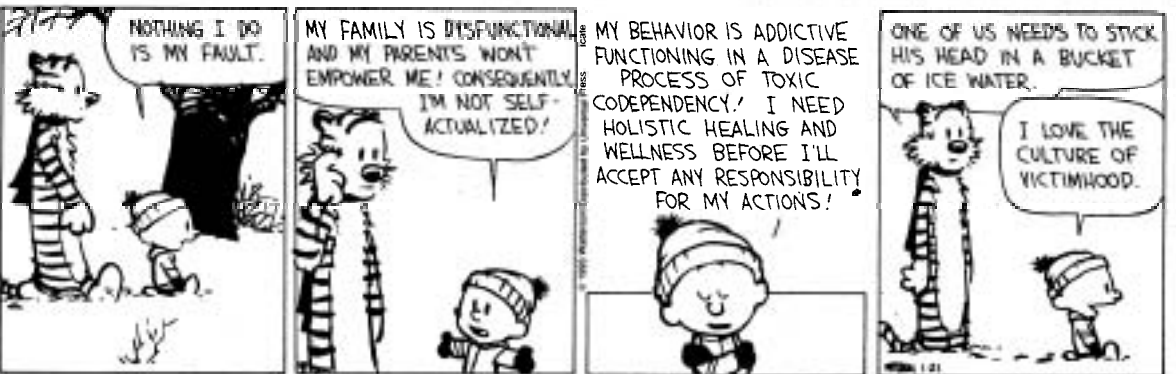 NOTHING I DO
IS MY FAULT.
MY FAMILY IS DYSFUNCTIONAL
AND MY PARENTS WON'T
EMPOWER ME! CONSEQUENTLY,
I'M NOT SELF-
ACTUALIZED!
MY BEHAVIOR IS ADDICTIVE
FUNCTIONING IN A DISEASE
PROCESS OF TOXIC
CODEPENDENCY! I NEED
HOLISTIC HEALING AND
WELLNESS BEFORE I'LL
ACCEPT ANY RESPONSIBILITY
FOR MY ACTIONS!
ONE OF US NEEDS TO STICK
HIS HEAD IN A BUCKET
OF ICE WATER.
I LOVE THE
CULTURE OF
VICTIMHOOD.
1-21